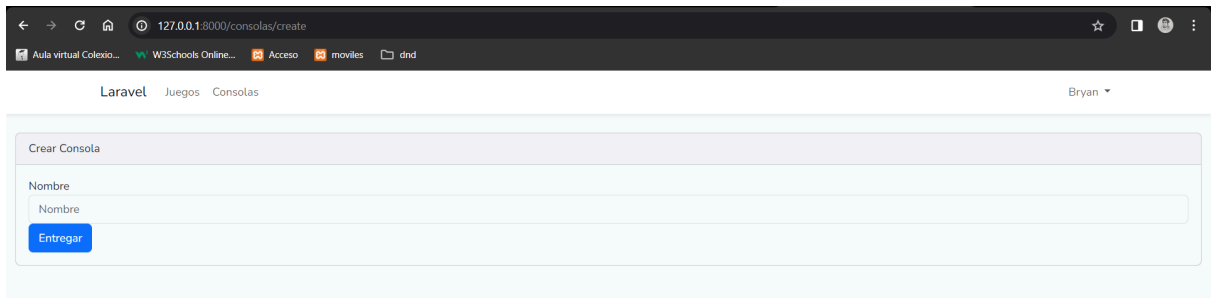 127.0.0.1:8000/consolas/create
Aula virtual Colexio... W3Schools Online... Acceso moviles dnd
Laravel Juegos Consolas Bryan
Crear Consola
Nombre
Nombre
Entregar